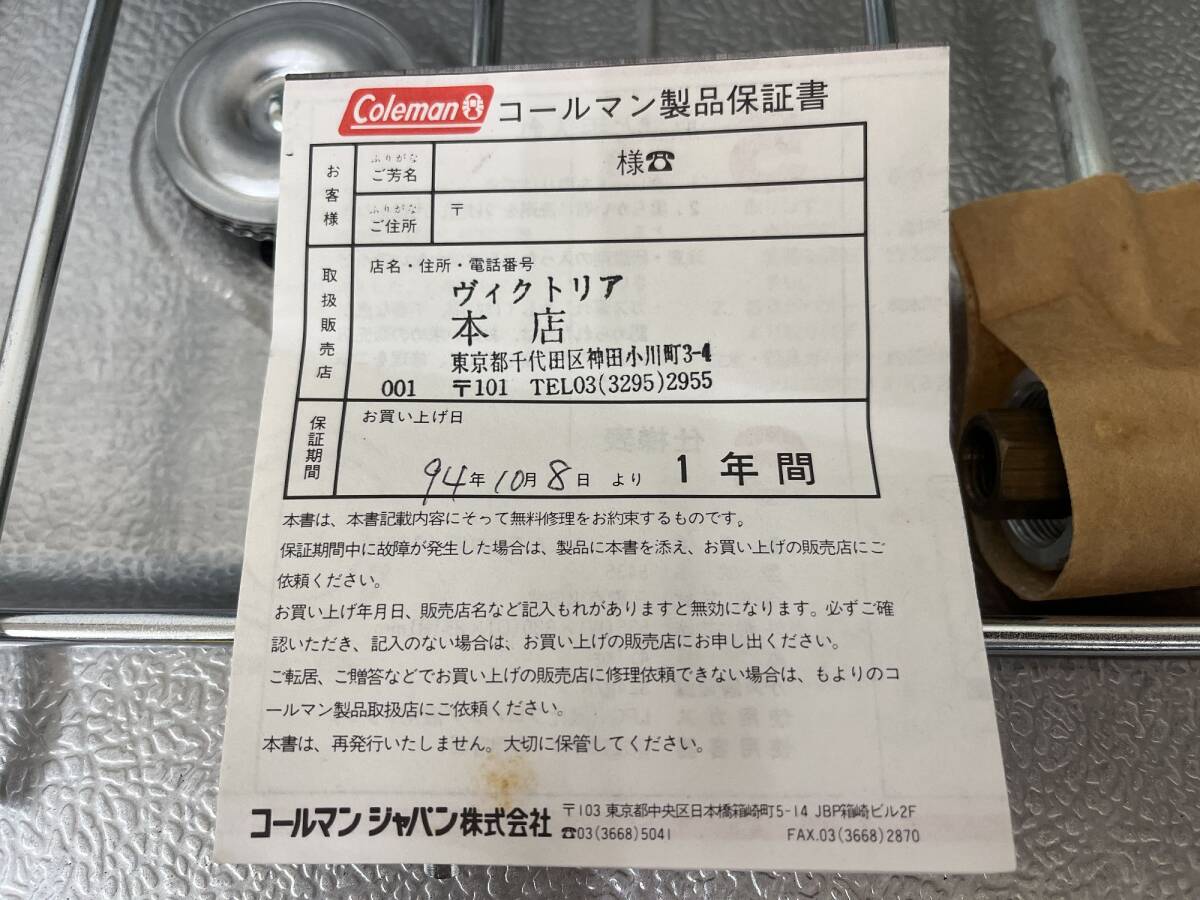 Coleman コールマン製品保証書
お客様
ふりがな
ご芳名
様☎
ふりがな
ご住所
〒
取扱販売店
店名・住所・電話番号
ヴィクトリア
本 店
東京都千代田区神田小川町3-4
001 〒101 TEL03(3295)2955
保証期間
お買い上げ日
94年10月8日 より 1年間
本書は、本書記載内容にそって無料修理をお約束するものです。
保証期間中に故障が発生した場合は、製品に本書を添え、お買い上げの販売店にご
依頼ください。
お買い上げ年月日、販売店名など記入もれがありますと無効になります。必ずご確
認いただき、記入のない場合は、お買い上げの販売店にお申し出ください。
ご転居、ご贈答などでお買い上げの販売店に修理依頼できない場合は、もよりのコ
ールマン製品取扱店にご依頼ください。
本書は、再発行いたしません。大切に保管してください。
コールマン ジャパン株式会社
〒103 東京都中央区日本橋箱崎町5-14 JBP箱崎ビル2F
☎03(3668)5041 FAX.03(3668)2870